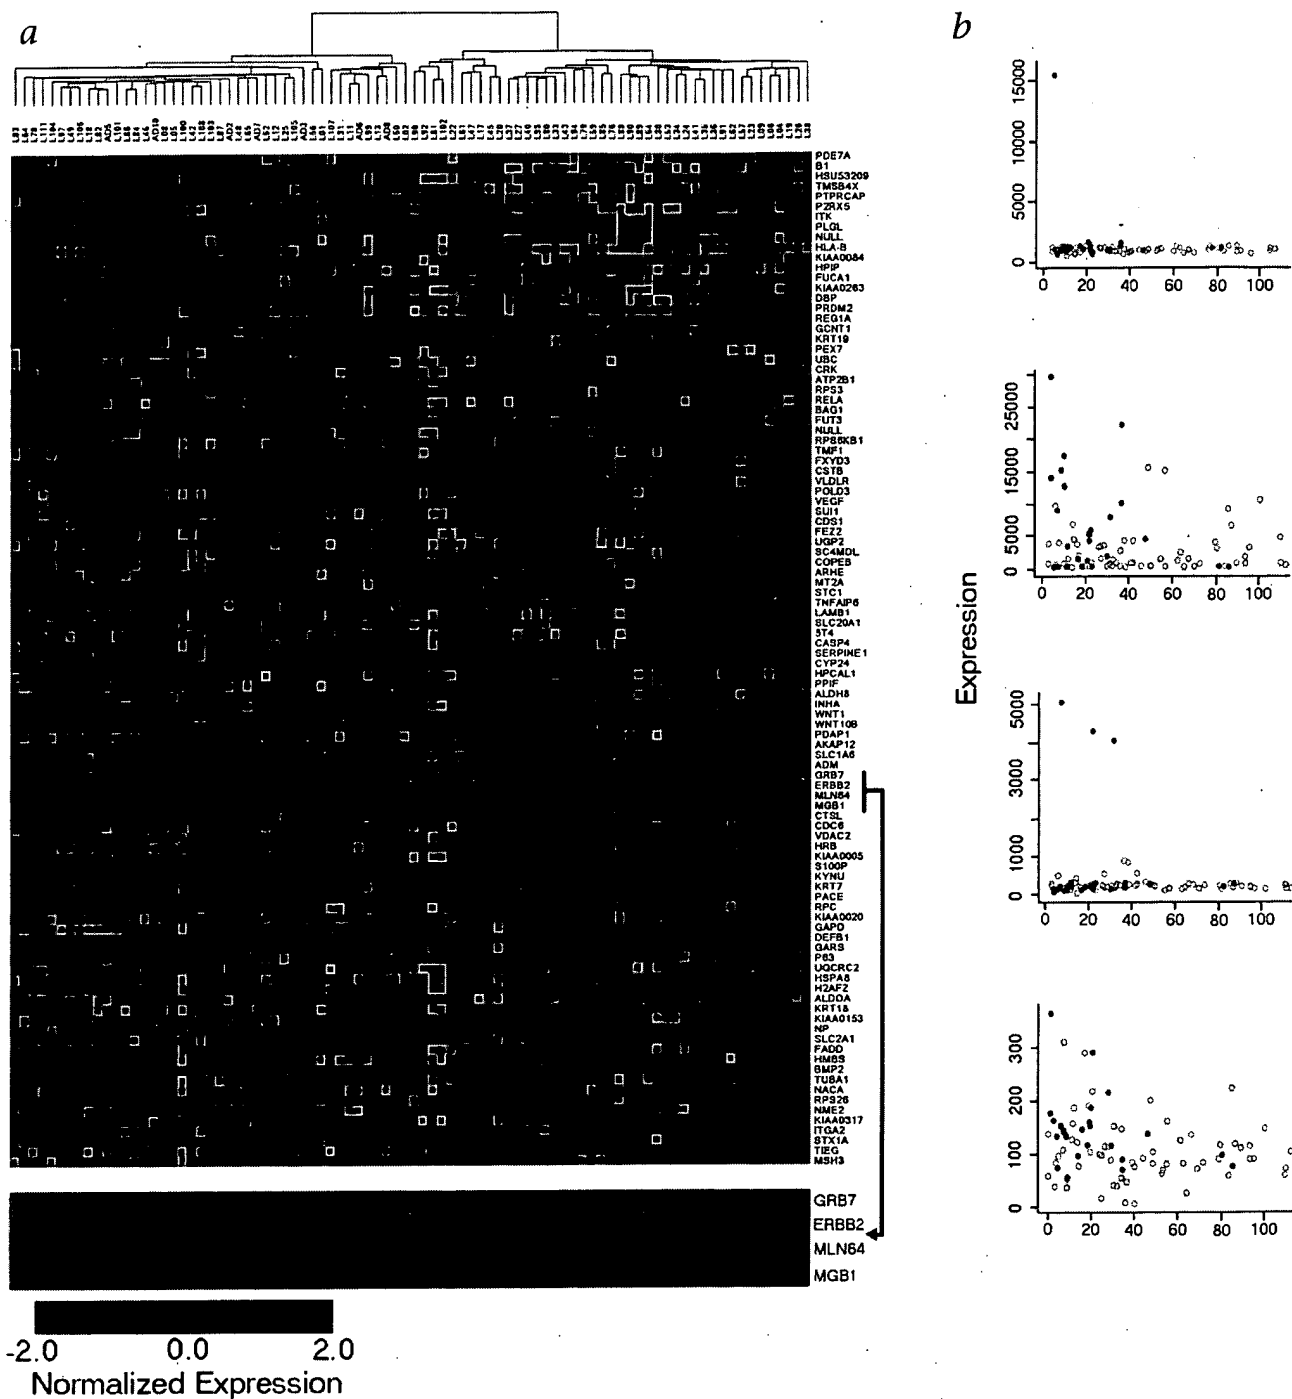 a
b
PDE7A
B1
HSU53209
TMSB4X
PTPRCAP
P2RX5
ITK
PLGL
NULL
HLA-B
KIAA0084
HPIP
FUCA1
KIAA0263
DBP
PRDM2
REG1A
GCNT1
KRT19
PEX7
UBC
CRK
ATP2B1
RPS3
RELA
BAG1
FUT3
NULL
RPS6KB1
TMF1
FXYD3
CSTB
VLDLR
POLD3
VEGF
SUI1
CDS1
FEZ2
UGP2
SC4MOL
COPEB
ARHE
MT2A
STC1
TNFAIP6
LAMB1
SLC20A1
5T4
CASP4
SERPINE1
CYP24
HPCAL1
PPIF
ALDH8
INHA
WNT1
WNT10B
PDAP1
AKAP12
SLC1A6
ADM
GRB7
ERBB2
MLN64
MGB1
CTSL
CDC6
VDAC2
HRB
KIAA0005
S100P
KYNU
KRT7
PACE
RPC
KIAA0020
GAPD
DEFB1
GARS
P63
UQCRC2
HSPA8
H2AFZ
ALDOA
KRT18
KIAA0153
NP
SLC2A1
FADD
HMBS
BMP2
TUBA1
NACA
RPS26
NME2
KIAA0317
ITGA2
STX1A
TIEG
MSH3
GRB7
ERBB2
MLN64
MGB1
-2.0 0.0 2.0
Normalized Expression
Expression
15000
10000
5000
0
0 20 40 60 80 100
25000
15000
5000
0
0 20 40 60 80 100
5000
3000
1000
0
0 20 40 60 80 100
300
200
100
0
0 20 40 60 80 100